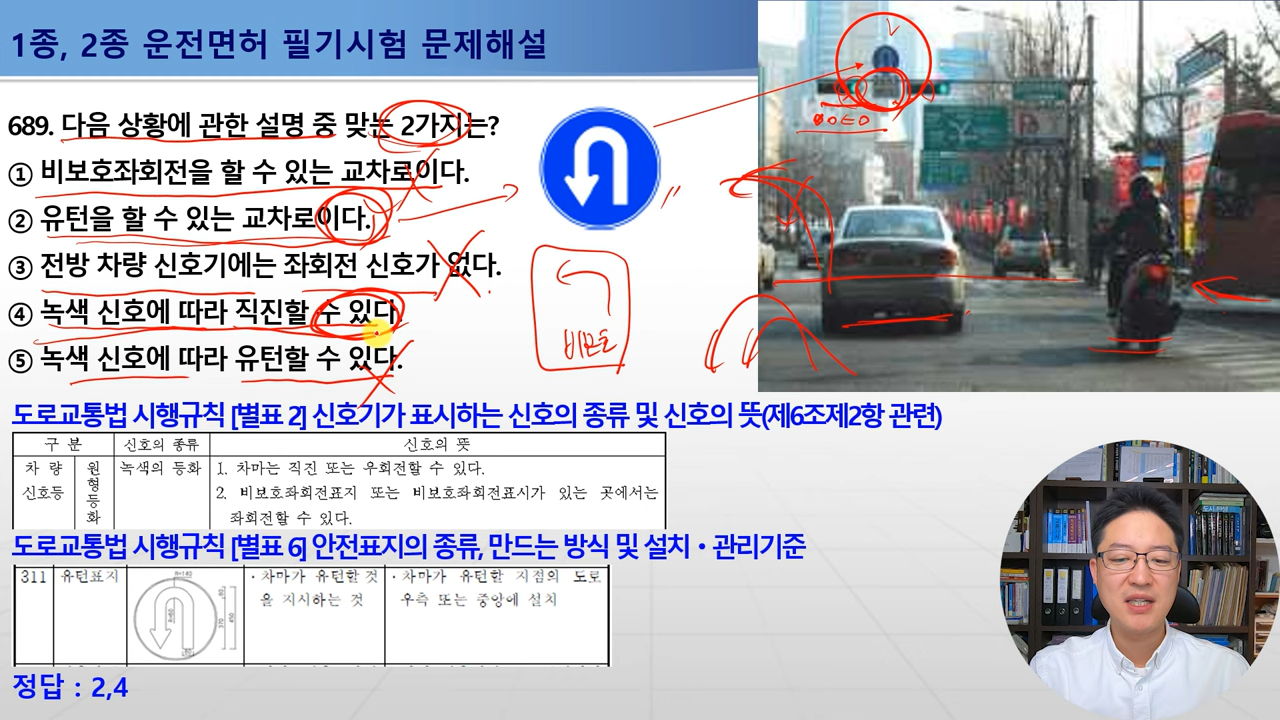 1종, 2종 운전면허 필기시험 문제해설
689. 다음 상황에 관한 설명 중 맞는 2가지는?
① 비보호좌회전을 할 수 있는 교차로이다.
② 유턴을 할 수 있는 교차로이다.
③ 전방 차량 신호기에는 좌회전 신호가 없다.
④ 녹색 신호에 따라 직진할 수 있다.
⑤ 녹색 신호에 따라 유턴할 수 있다.
비보호
도로교통법 시행규칙 [별표 2] 신호기가 표시하는 신호의 종류 및 신호의 뜻(제6조제2항 관련)
구 분 신호의 종류 신호의 뜻
차 량 신호등 원형등화 녹색의 등화 1. 차마는 직진 또는 우회전할 수 있다.
2. 비보호좌회전표지 또는 비보호좌회전표시가 있는 곳에서는
좌회전할 수 있다.
도로교통법 시행규칙 [별표 6] 안전표지의 종류, 만드는 방식 및 설치·관리기준
311 유턴표지 ·차마가 유턴할 것 ·차마가 유턴할 지점의 도로
을 지시하는 것 우측 또는 중앙에 설치
정답 : 2,4